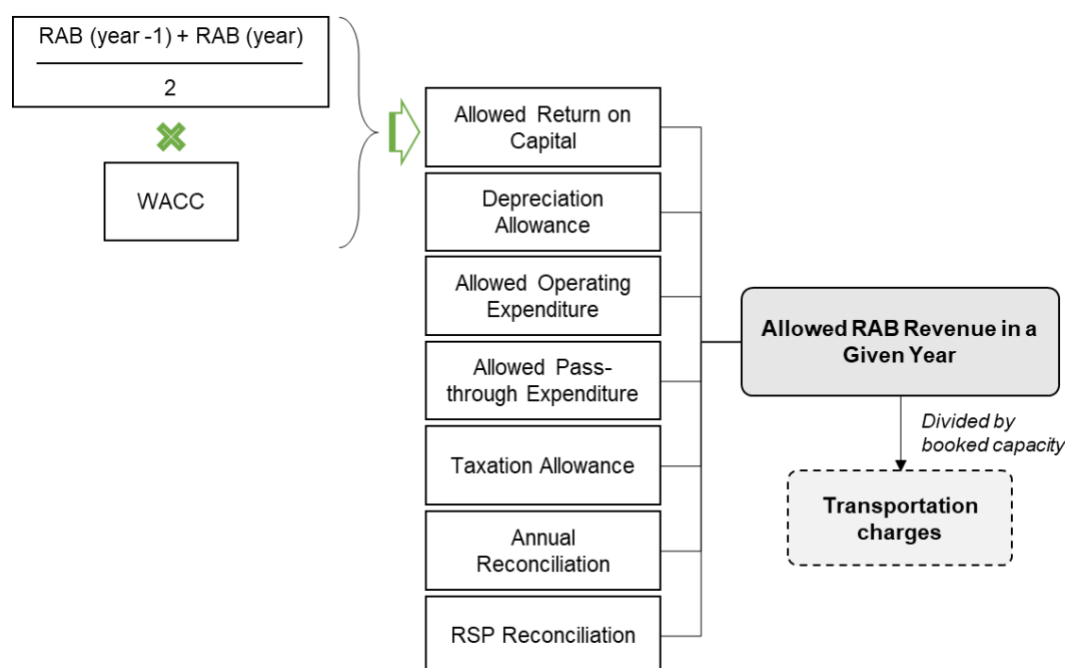 RAB (year -1) + RAB (year)
2
WACC
Allowed Return on
Capital
Depreciation
Allowance
Allowed Operating
Expenditure
Allowed Pass-
through Expenditure
Taxation Allowance
Annual
Reconciliation
RSP Reconciliation
Allowed RAB Revenue in a
Given Year
Divided by
booked capacity
Transportation
charges